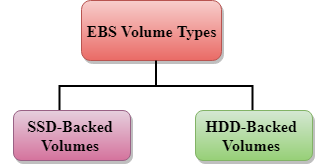 EBS Volume Types
SSD-Backed
Volumes
HDD-Backed
Volumes